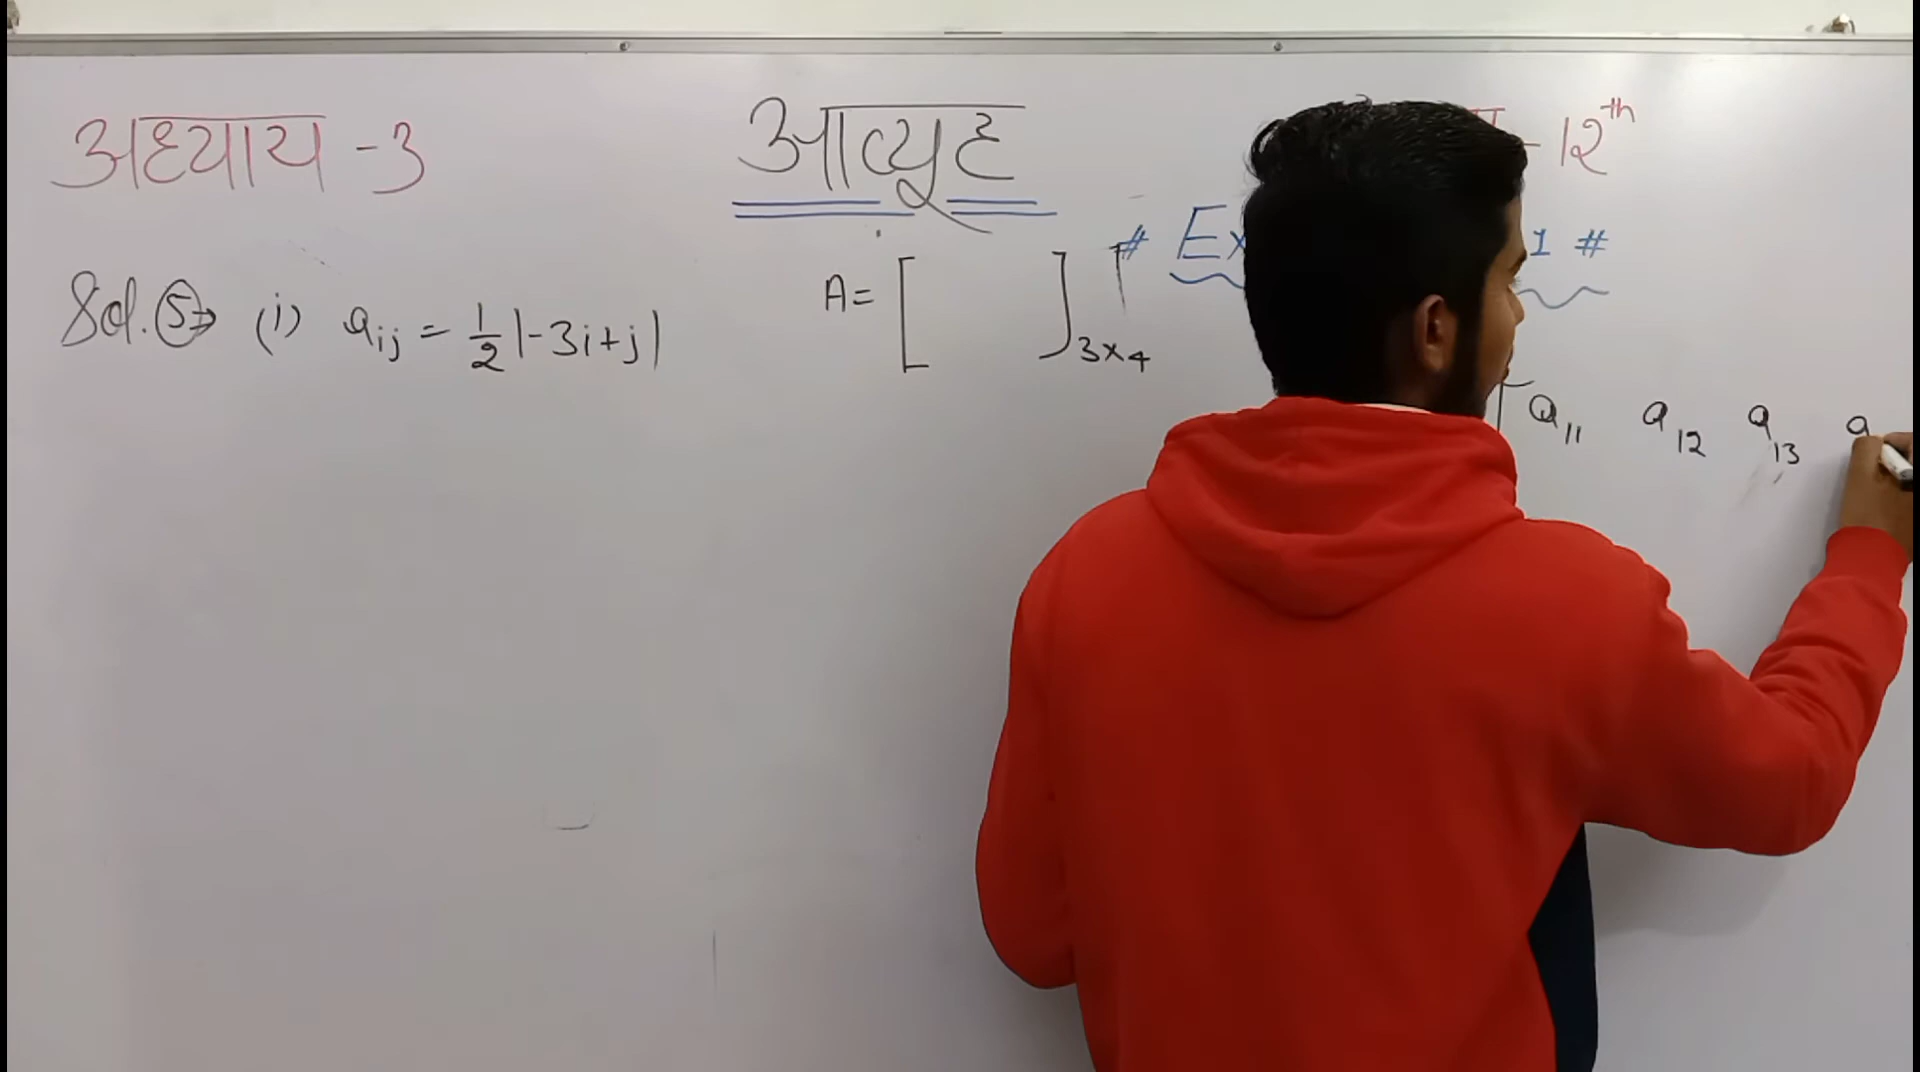 अध्याय -3
आव्यूह
- 12th
# Ex 1 #
Sol. 5→ (i) aij = 1/2 |-3i+j|
A = [ ]3×4
a11 a12 a13 a